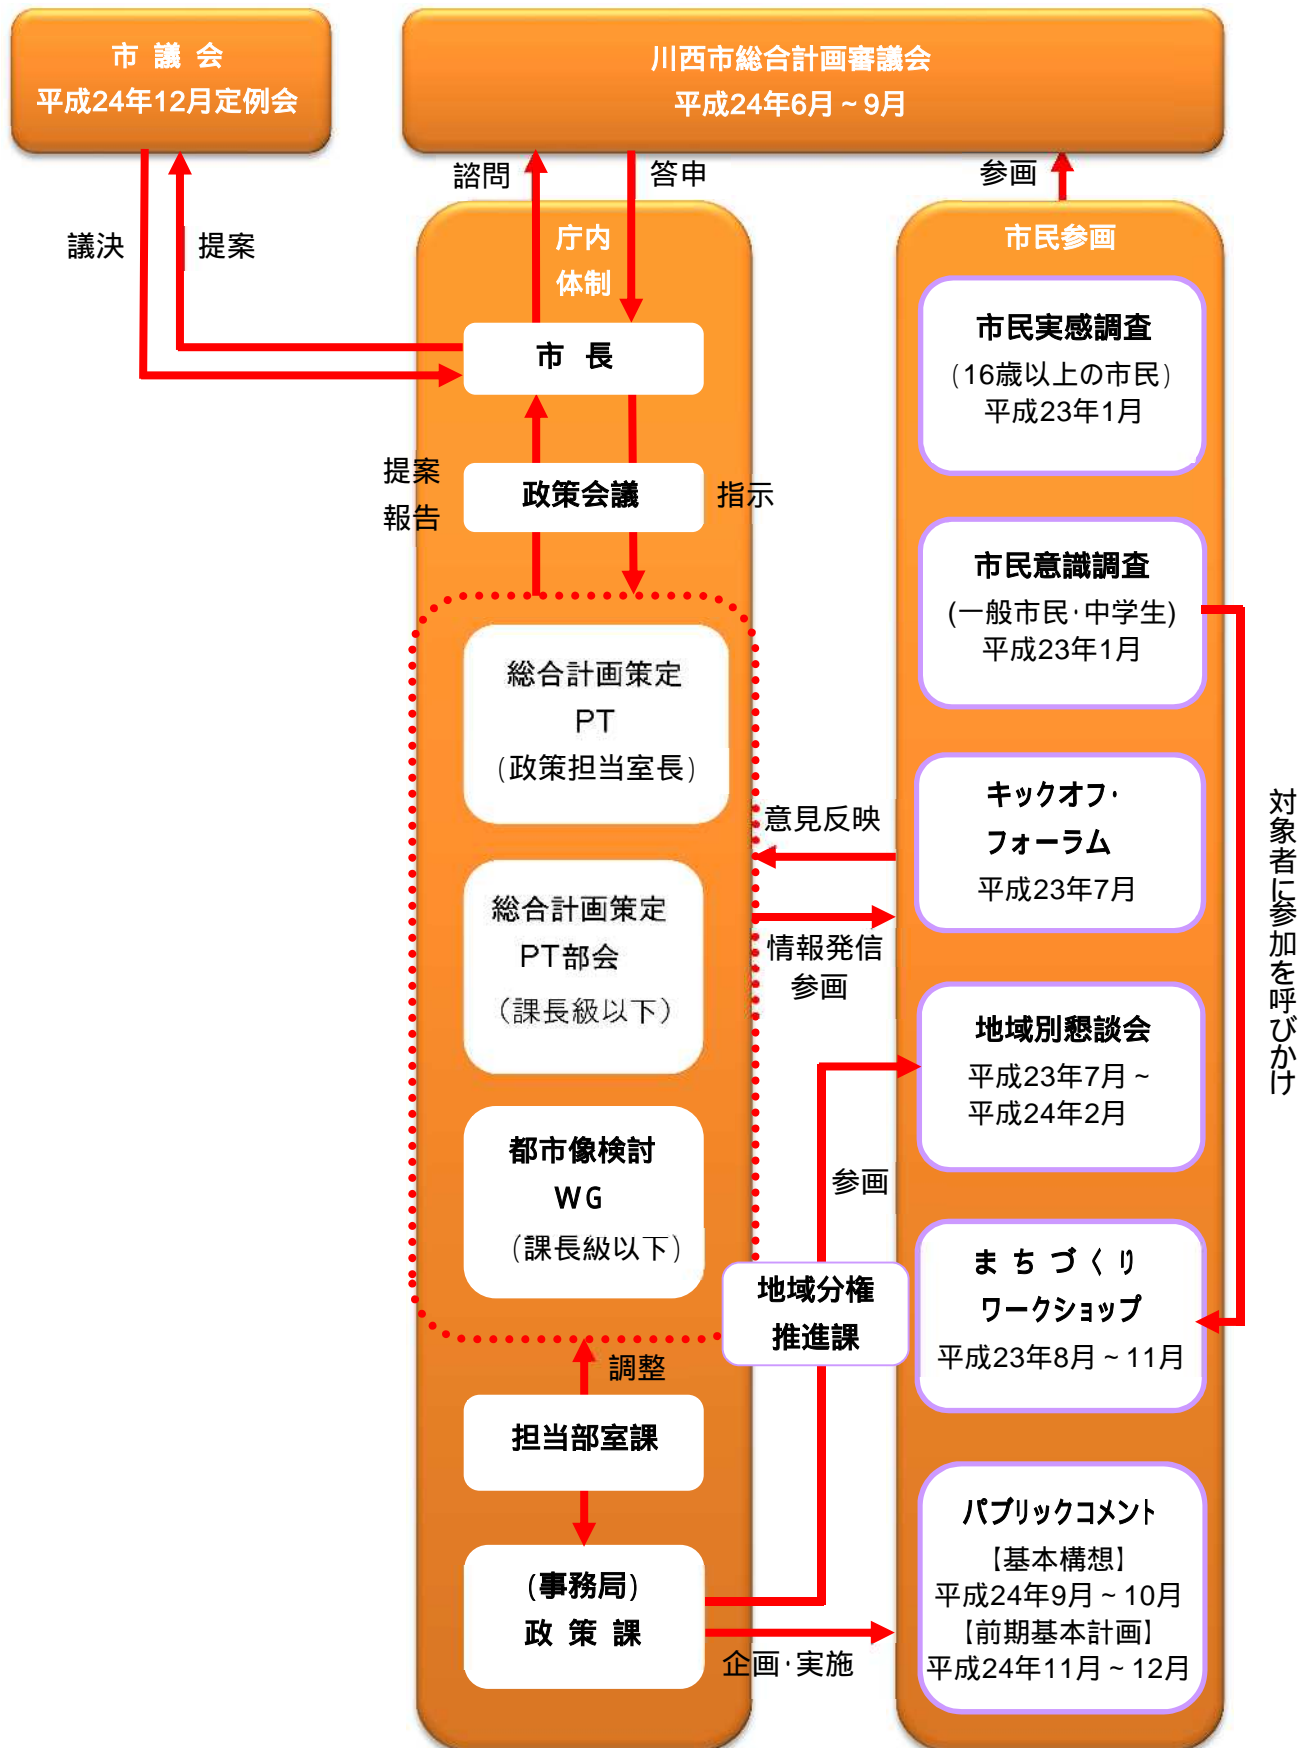 市 議 会
平成24年12月定例会
川西市総合計画審議会
平成24年6月~9月
諮問
答申
参画
議決
提案
庁内
体制
市 長
提案
報告
政策会議
指示
総合計画策定
PT
(政策担当室長)
総合計画策定
PT部会
(課長級以下)
都市像検討
WG
(課長級以下)
調整
担当部室課
(事務局)
政 策 課
意見反映
情報発信
参画
参画
地域分権
推進課
企画・実施
市民参画
市民実感調査
(16歳以上の市民)
平成23年1月
市民意識調査
(一般市民・中学生)
平成23年1月
キックオフ・
フォーラム
平成23年7月
地域別懇談会
平成23年7月~
平成24年2月
まちづくり
ワークショップ
平成23年8月~11月
パブリックコメント
【基本構想】
平成24年9月~10月
【前期基本計画】
平成24年11月~12月
対象者に参加を呼びかけ